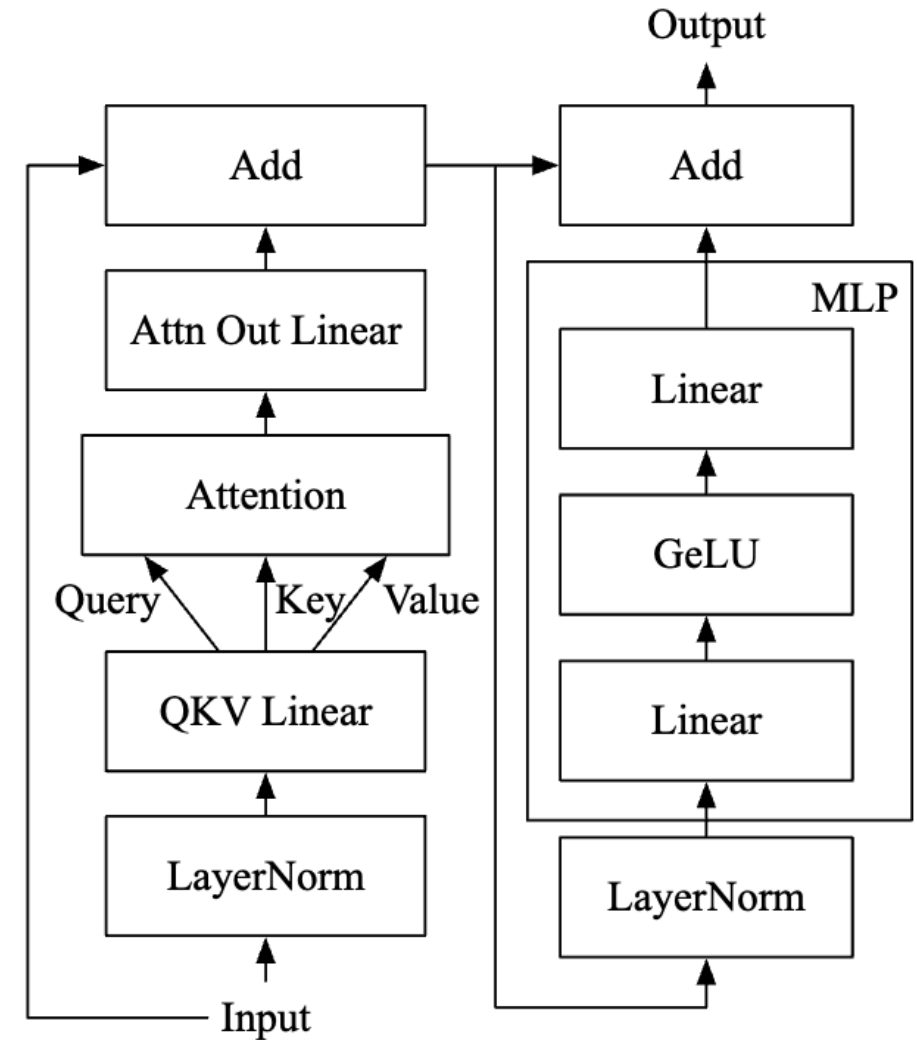 Output
Add
Attn Out Linear
Attention
Query
Key
Value
QKV Linear
LayerNorm
Input
Add
MLP
Linear
GeLU
Linear
LayerNorm